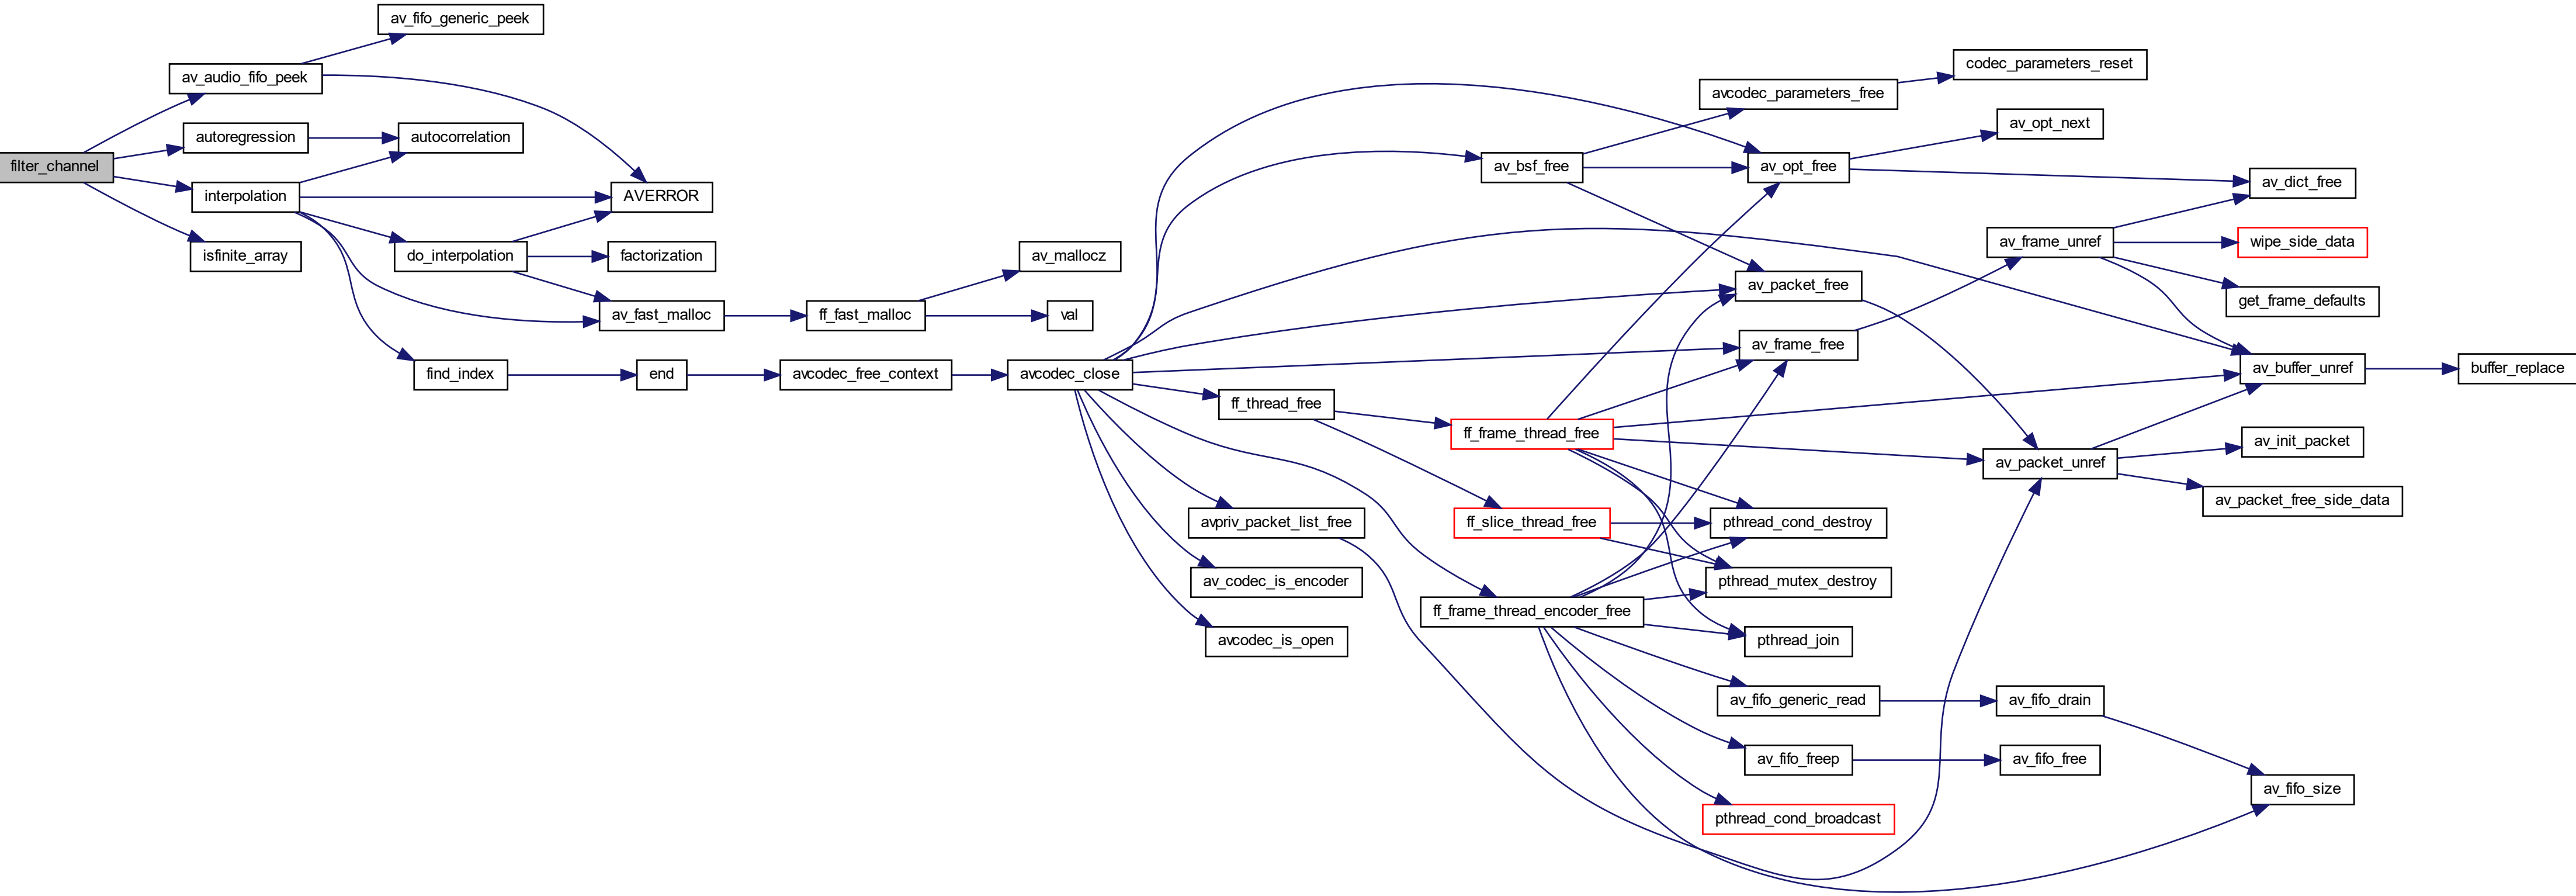 filter_channel
av_audio_fifo_peek
av_fifo_generic_peek
autoregression
autocorrelation
interpolation
AVERROR
isfinite_array
do_interpolation
factorization
av_fast_malloc
ff_fast_malloc
av_mallocz
val
find_index
end
avcodec_free_context
avcodec_close
ff_thread_free
avpriv_packet_list_free
av_codec_is_encoder
avcodec_is_open
av_bsf_free
ff_frame_thread_free
ff_slice_thread_free
ff_frame_thread_encoder_free
avcodec_parameters_free
av_opt_free
av_packet_free
av_frame_free
pthread_cond_destroy
pthread_mutex_destroy
pthread_join
av_fifo_generic_read
av_fifo_freep
pthread_cond_broadcast
codec_parameters_reset
av_opt_next
av_frame_unref
av_packet_unref
av_fifo_drain
av_fifo_free
av_dict_free
wipe_side_data
get_frame_defaults
av_buffer_unref
av_init_packet
av_packet_free_side_data
av_fifo_size
buffer_replace